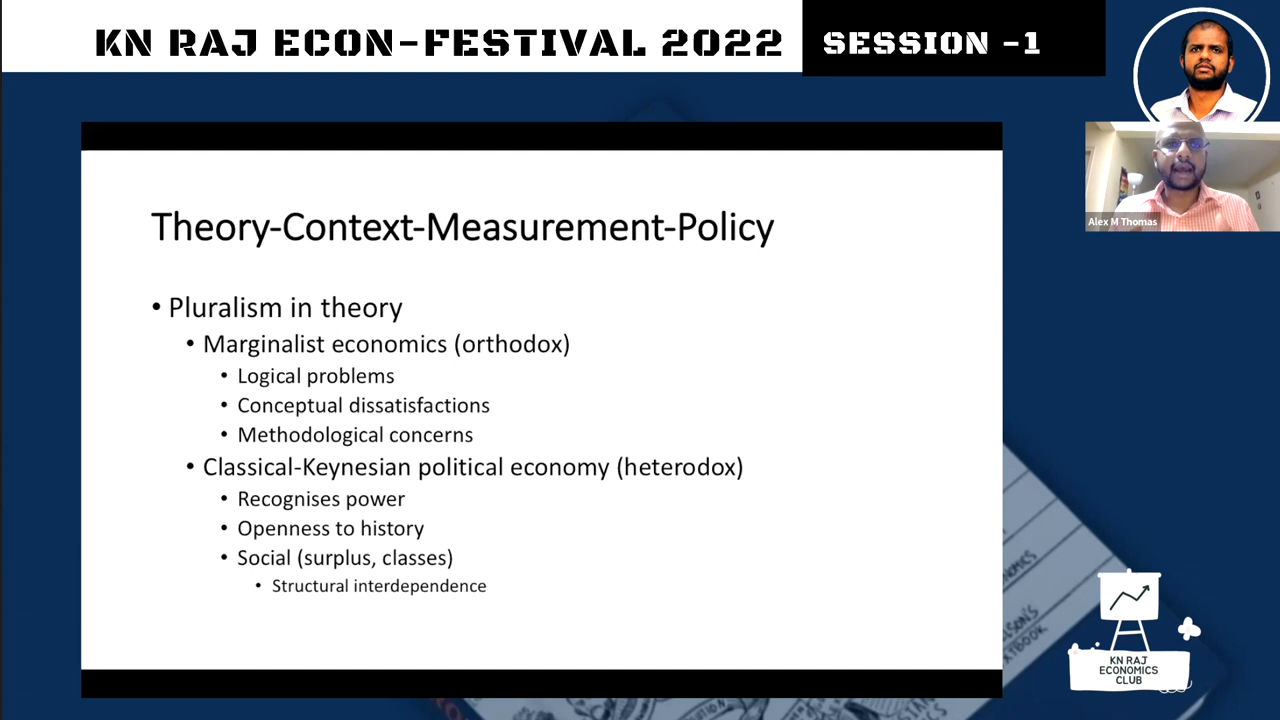 KN RAJ ECON-FESTIVAL 2022
SESSION -1
Alex M Thomas
Theory-Context-Measurement-Policy
• Pluralism in theory
• Marginalist economics (orthodox)
• Logical problems
• Conceptual dissatisfactions
• Methodological concerns
• Classical-Keynesian political economy (heterodox)
• Recognises power
• Openness to history
• Social (surplus, classes)
• Structural interdependence
KN RAJ
ECONOMICS
CLUB